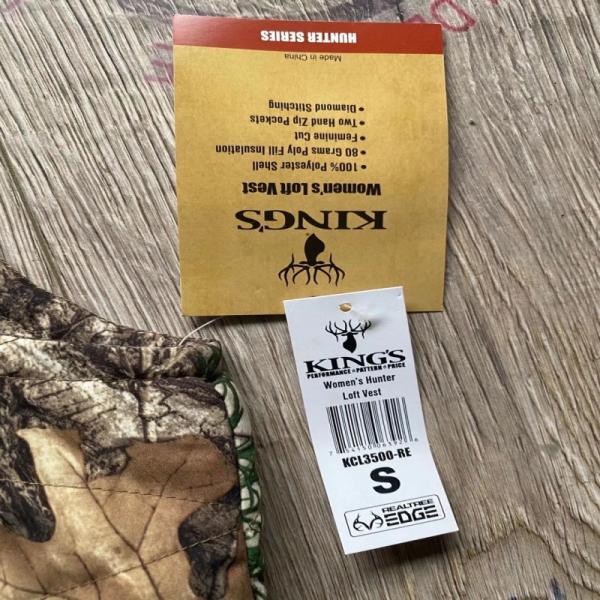 KING'S
Women's Loft Vest
• 100% Polyester Shell
• 80 Grams Poly Fill Insulation
• Feminine Cut
• Two Hand Zip Pockets
• Diamond Stitching
Made in China
HUNTER SERIES
KING'S
PERFORMANCE PATTERN PRICE
Women's Hunter
Loft Vest
KCL3500-RE
S
REALTREE
EDGE